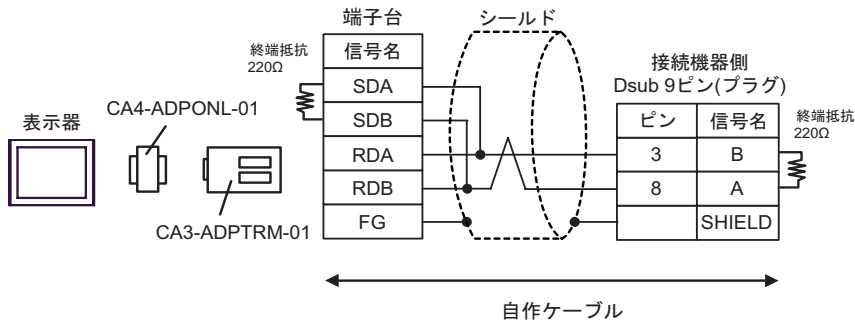 端子台
シールド
終端抵抗
220Ω
信号名
SDA
SDB
RDA
RDB
FG
表示器
CA4-ADPONL-01
CA3-ADPTRM-01
接続機器側
Dsub 9ピン(プラグ)
ピン 信号名
3 B
8 A
SHIELD
終端抵抗
220Ω
自作ケーブル